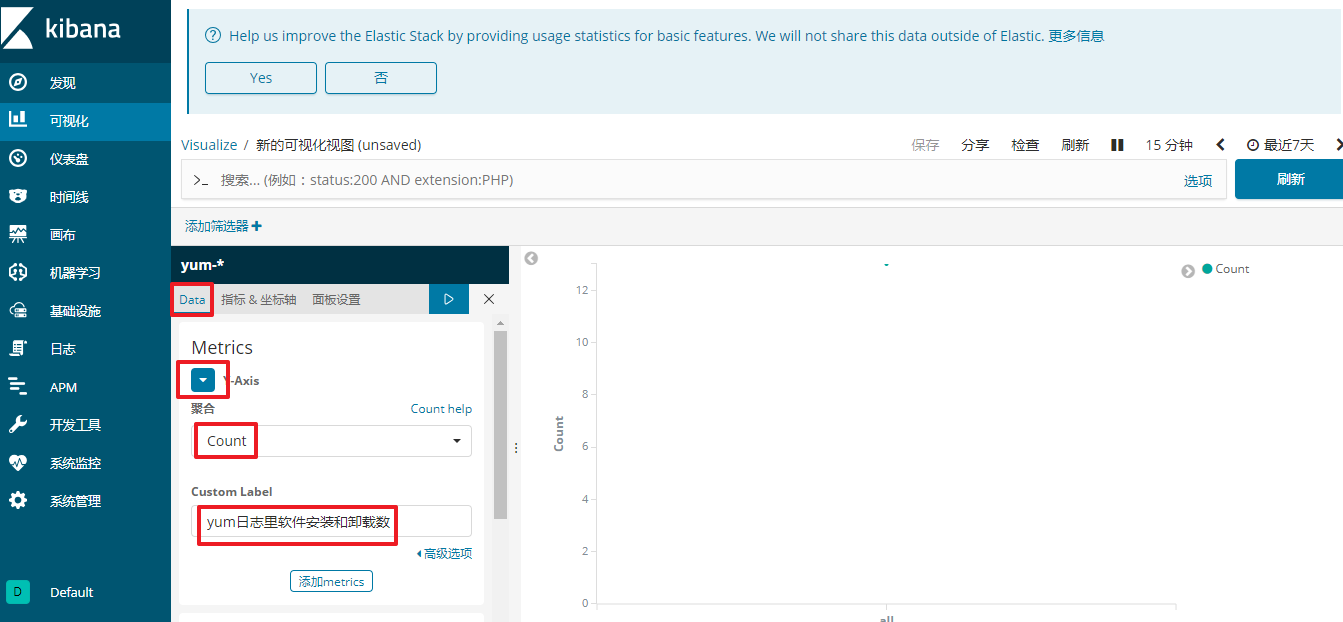 kibana
发现
可视化
仪表盘
时间线
画布
机器学习
基础设施
日志
APM
开发工具
系统监控
系统管理
D Default
Help us improve the Elastic Stack by providing usage statistics for basic features. We will not share this data outside of Elastic. 更多信息
Yes 否
Visualize / 新的可视化视图 (unsaved) 保存 分享 检查 刷新 15 分钟 最近7天
>_ 搜索... (例如：status:200 AND extension:PHP) 选项 刷新
添加筛选器
yum-*
Data 指标 & 坐标轴 面板设置
Metrics
Y-Axis
聚合 Count help
Count
Custom Label
yum日志里软件安装和卸载数
高级选项
添加metrics
Count
12
10
8
6
4
2
0
Count
all